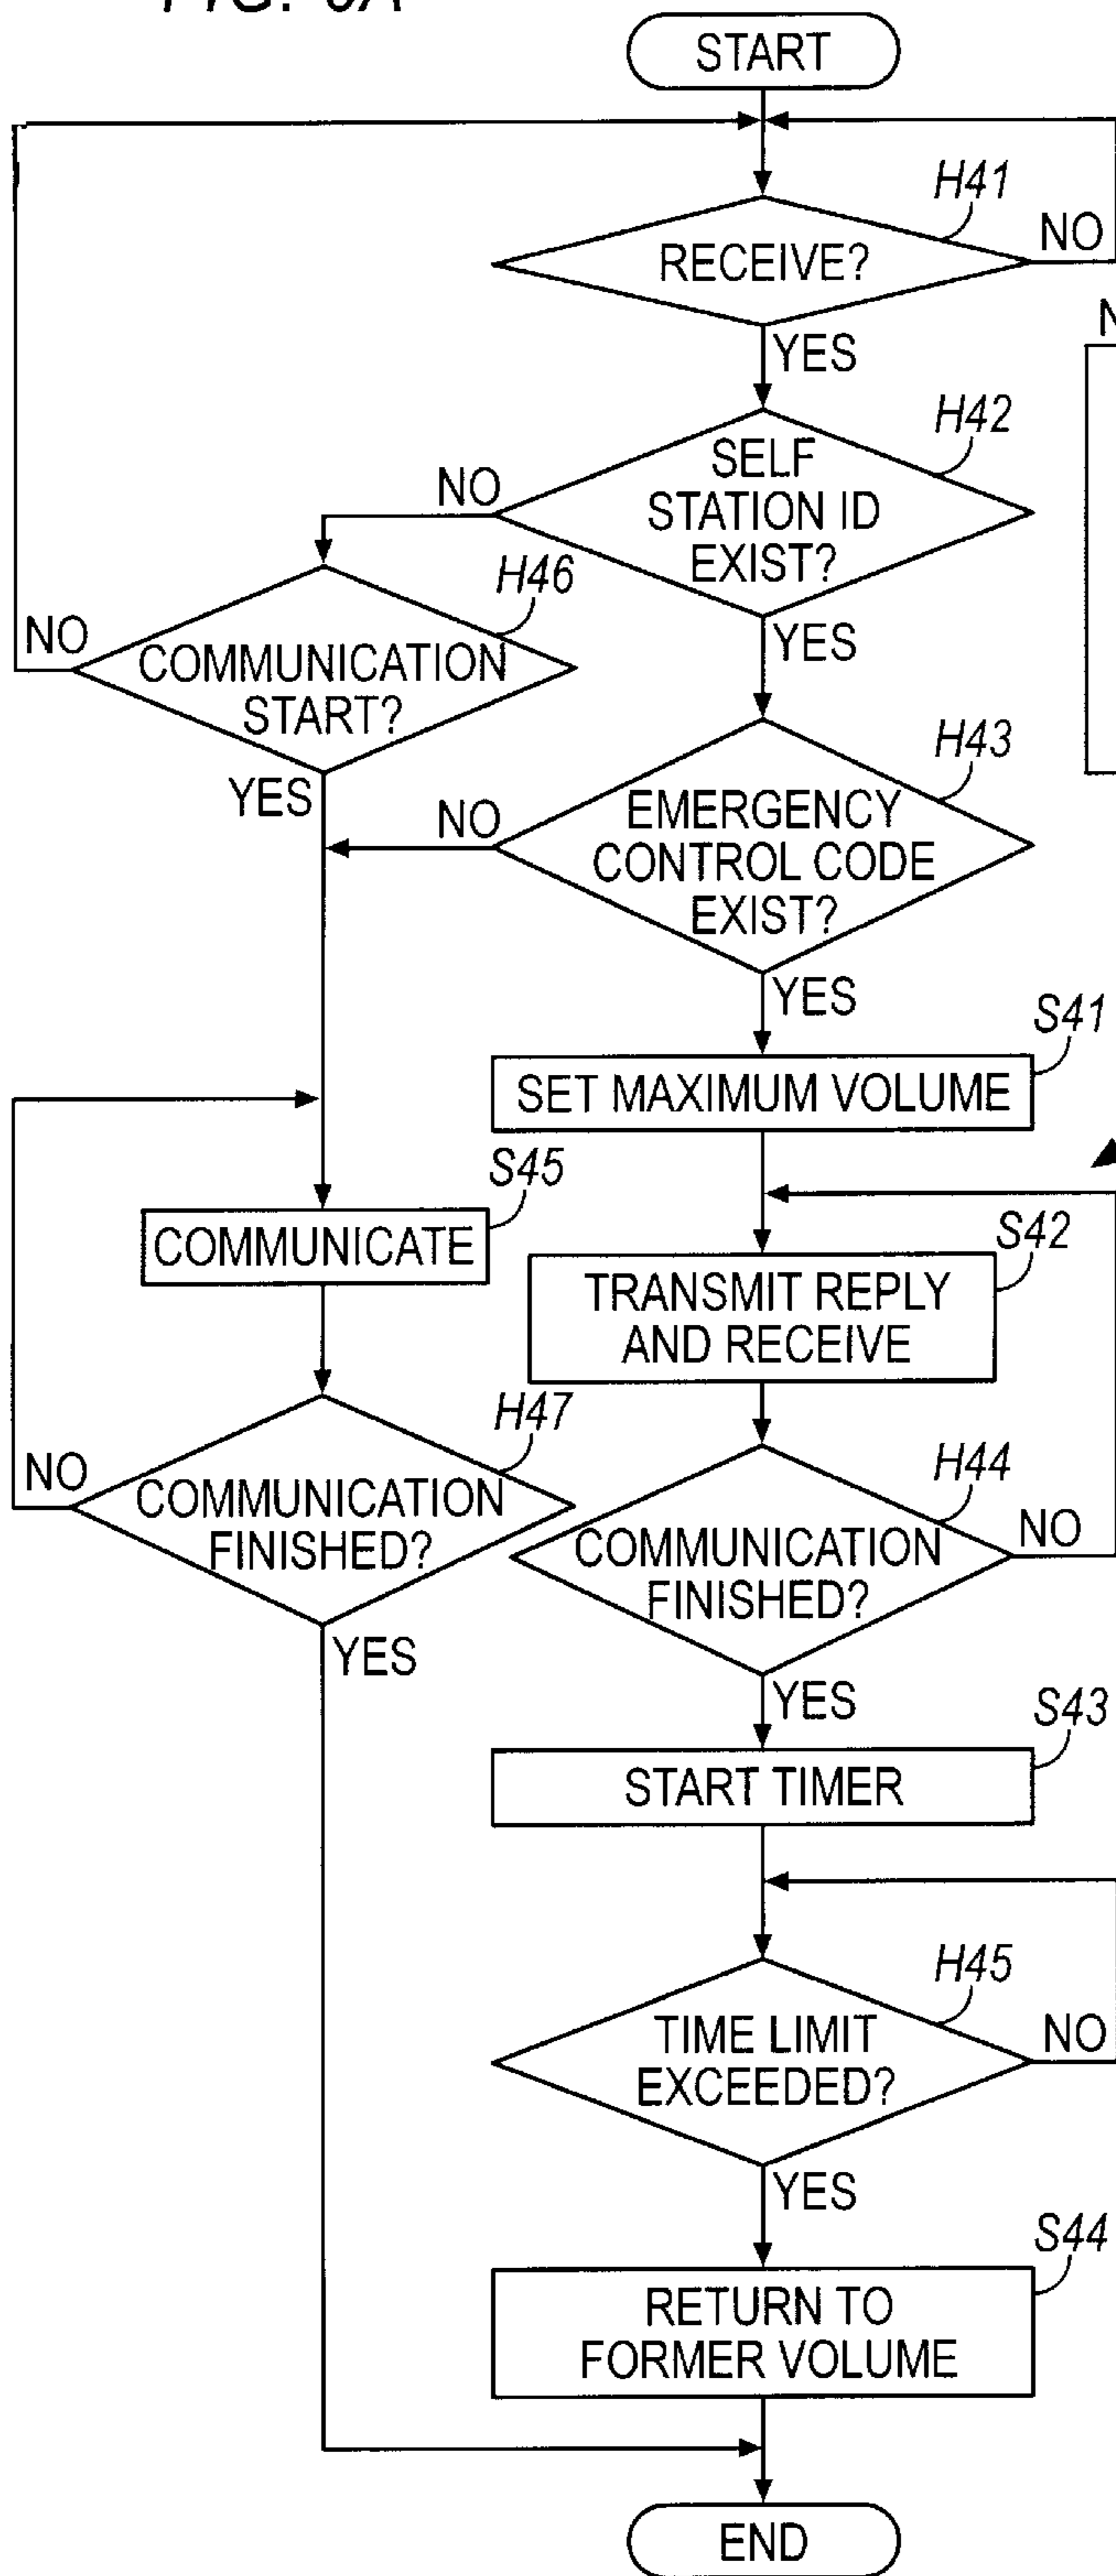 START
H41
RECEIVE?
NO
YES
H42
SELF
STATION ID
EXIST?
NO
YES
H46
COMMUNICATION
START?
NO
YES
H43
EMERGENCY
CONTROL CODE
EXIST?
NO
YES
S41
SET MAXIMUM VOLUME
S45
COMMUNICATE
S42
TRANSMIT REPLY
AND RECEIVE
H47
COMMUNICATION
FINISHED?
NO
YES
H44
COMMUNICATION
FINISHED?
NO
YES
S43
START TIMER
H45
TIME LIMIT
EXCEEDED?
NO
YES
S44
RETURN TO
FORMER VOLUME
END